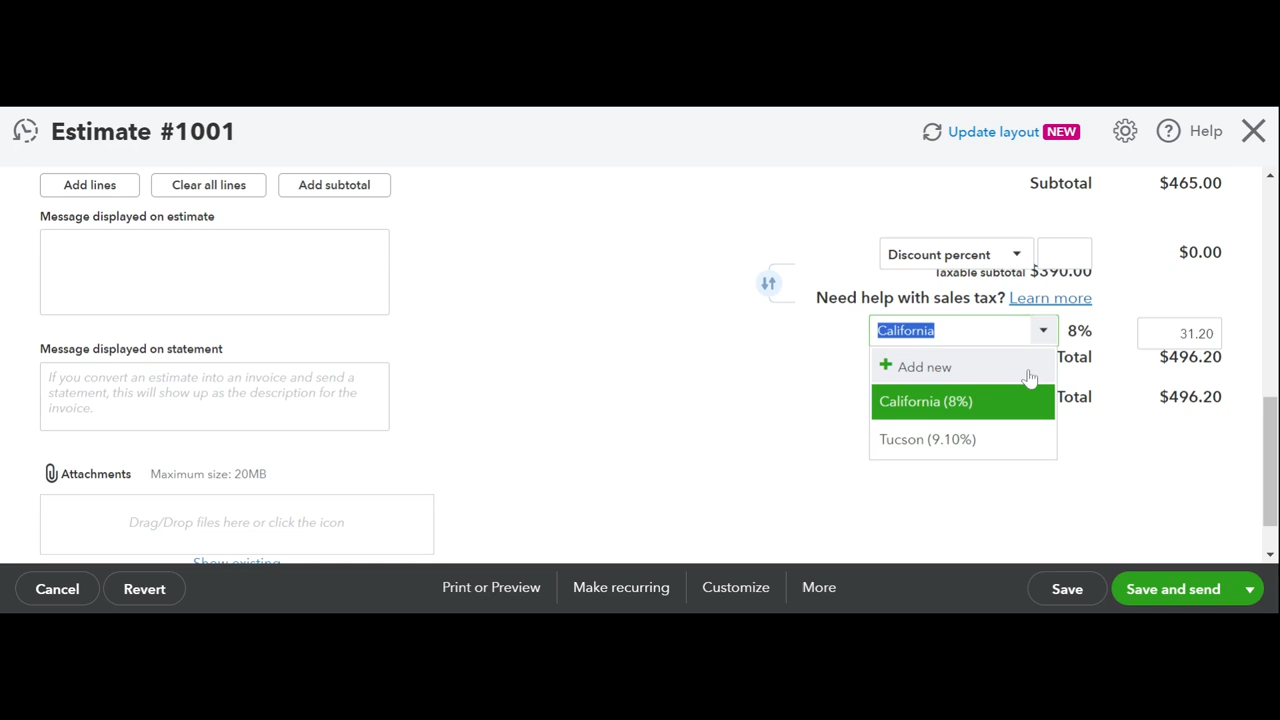 Estimate #1001
Update layout NEW
Help
Add lines
Clear all lines
Add subtotal
Subtotal $465.00
Message displayed on estimate
Discount percent
$0.00
Taxable subtotal $390.00
Need help with sales tax? Learn more
California
8%
31.20
Message displayed on statement
Total $496.20
If you convert an estimate into an invoice and send a
statement, this will show up as the description for the
invoice.
Add new
California (8%)
Total $496.20
Tucson (9.10%)
Attachments
Maximum size: 20MB
Drag/Drop files here or click the icon
Show existing
Cancel
Revert
Print or Preview
Make recurring
Customize
More
Save
Save and send